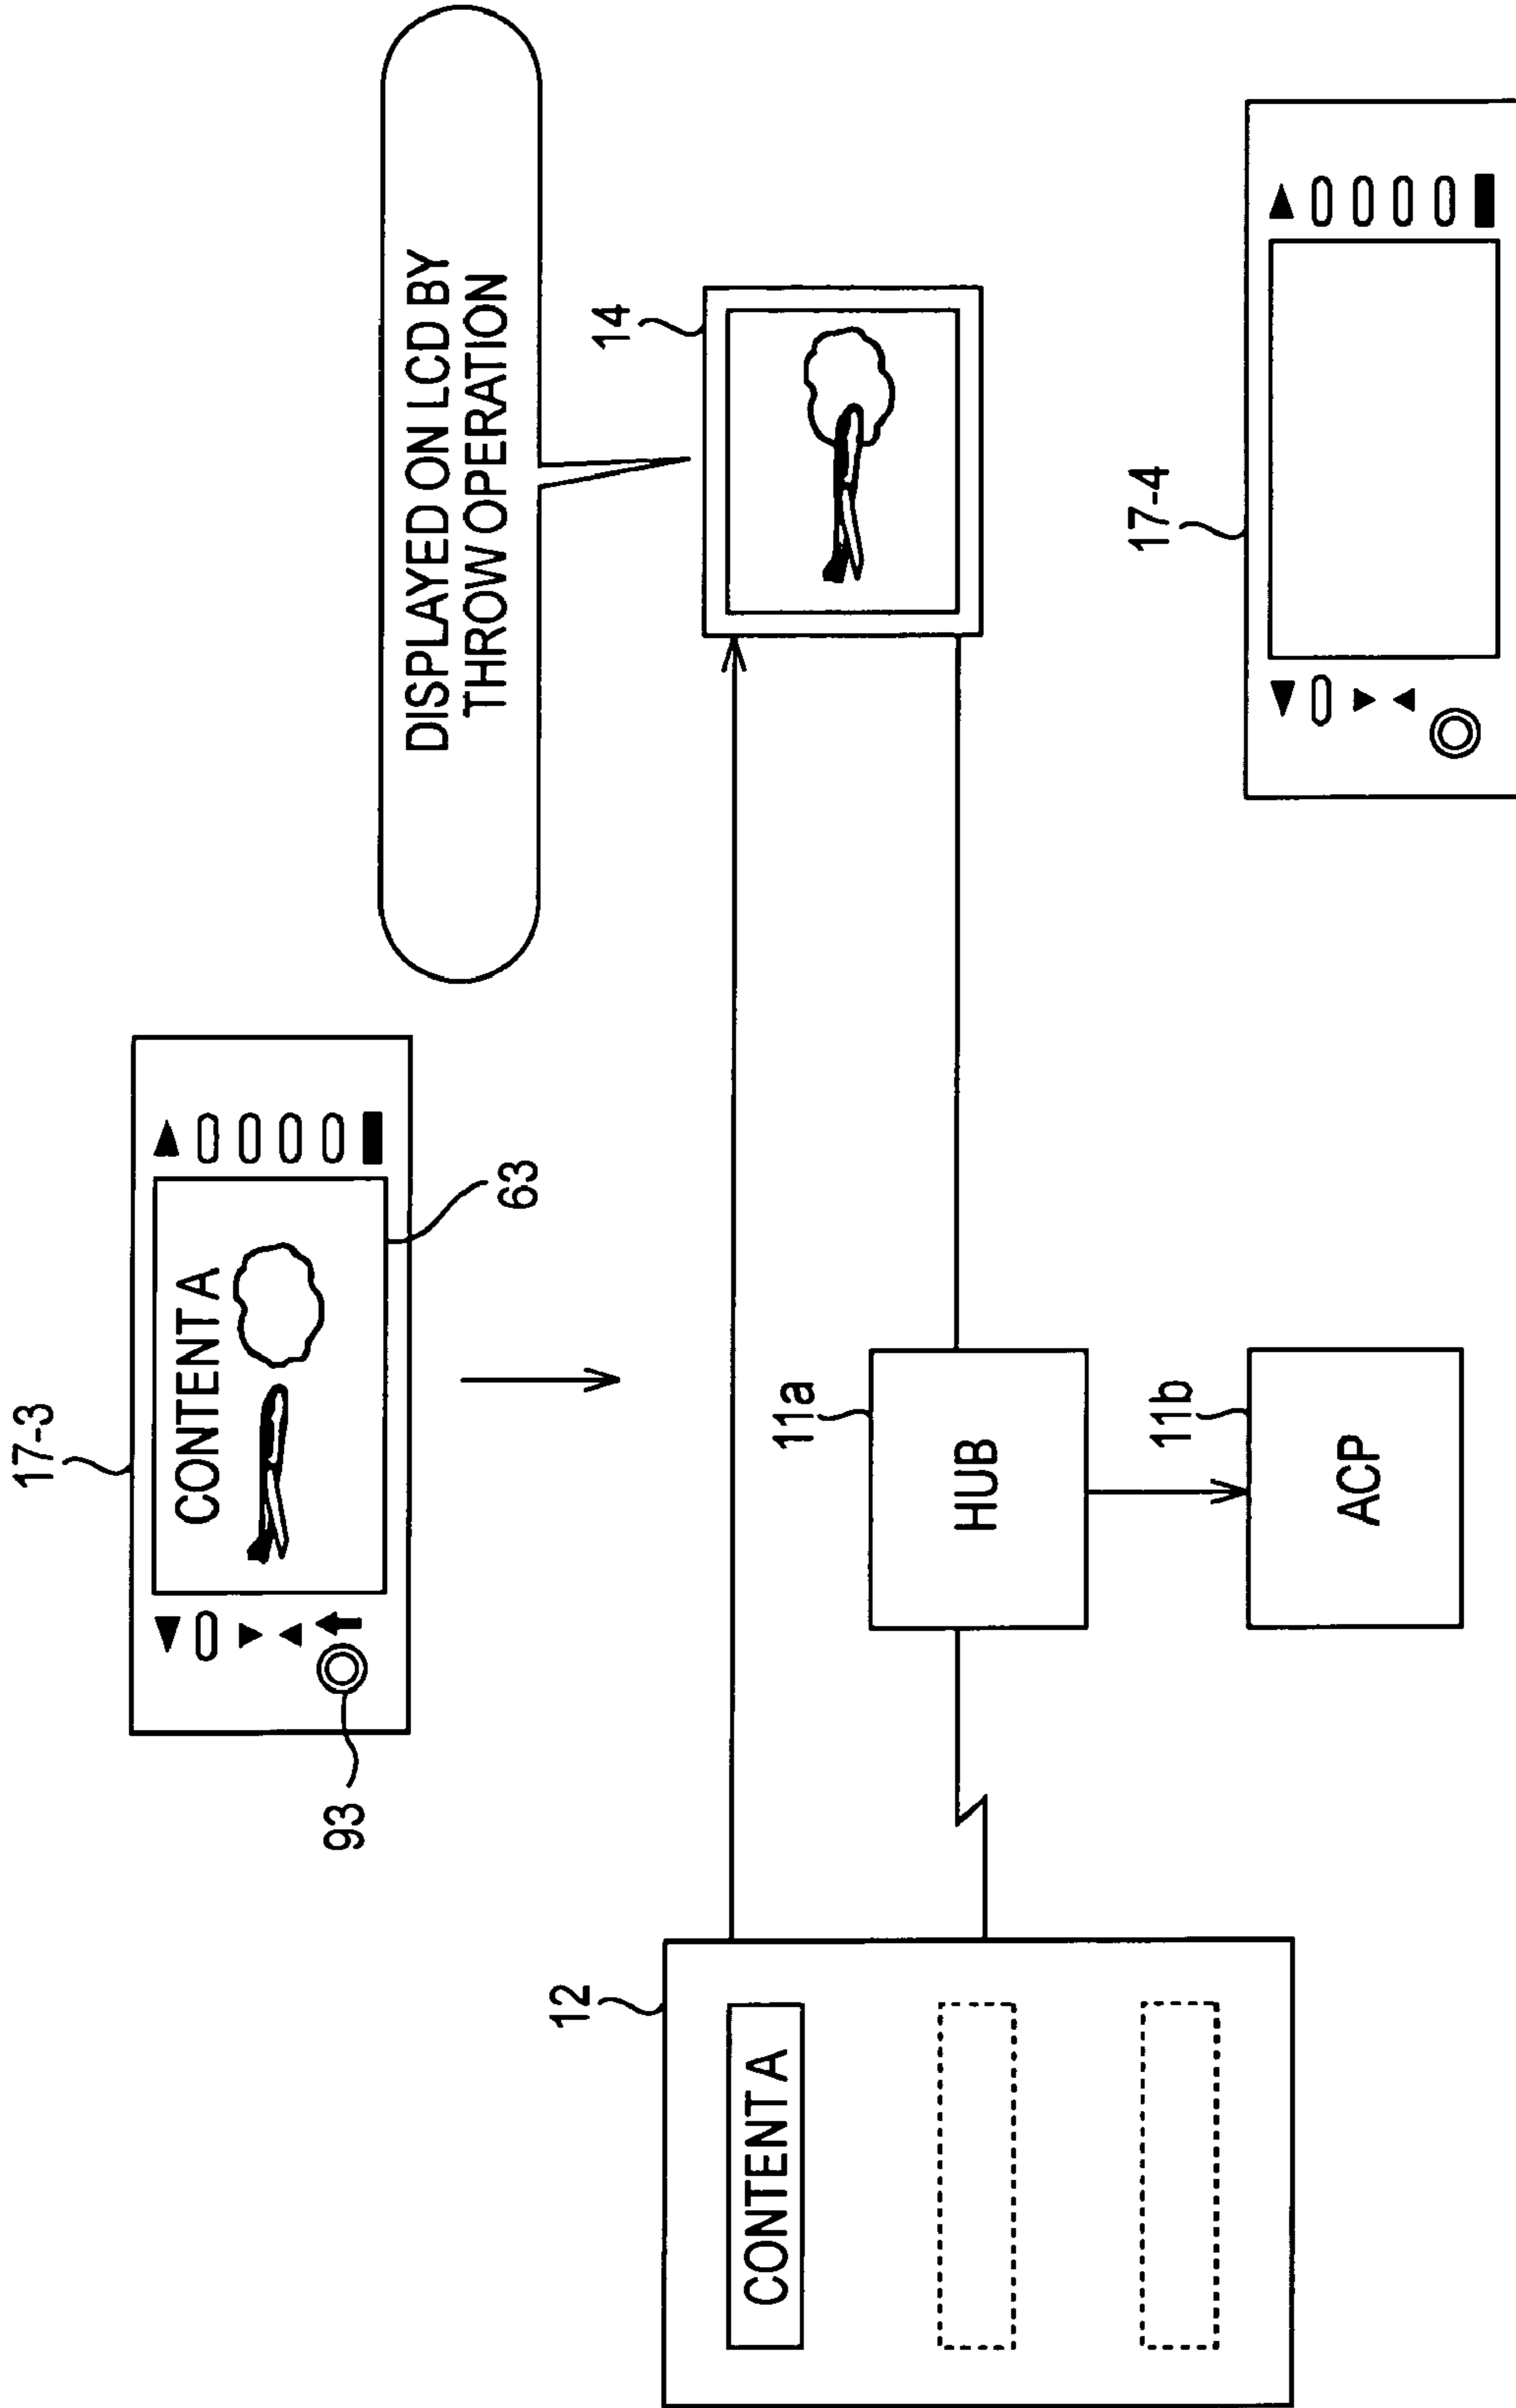 17-3
CONTENT A
63
93
DISPLAYED ON LCD BY
THROW OPERATION
14
12
CONTENT A
11a
HUB
11b
ACP
17-4